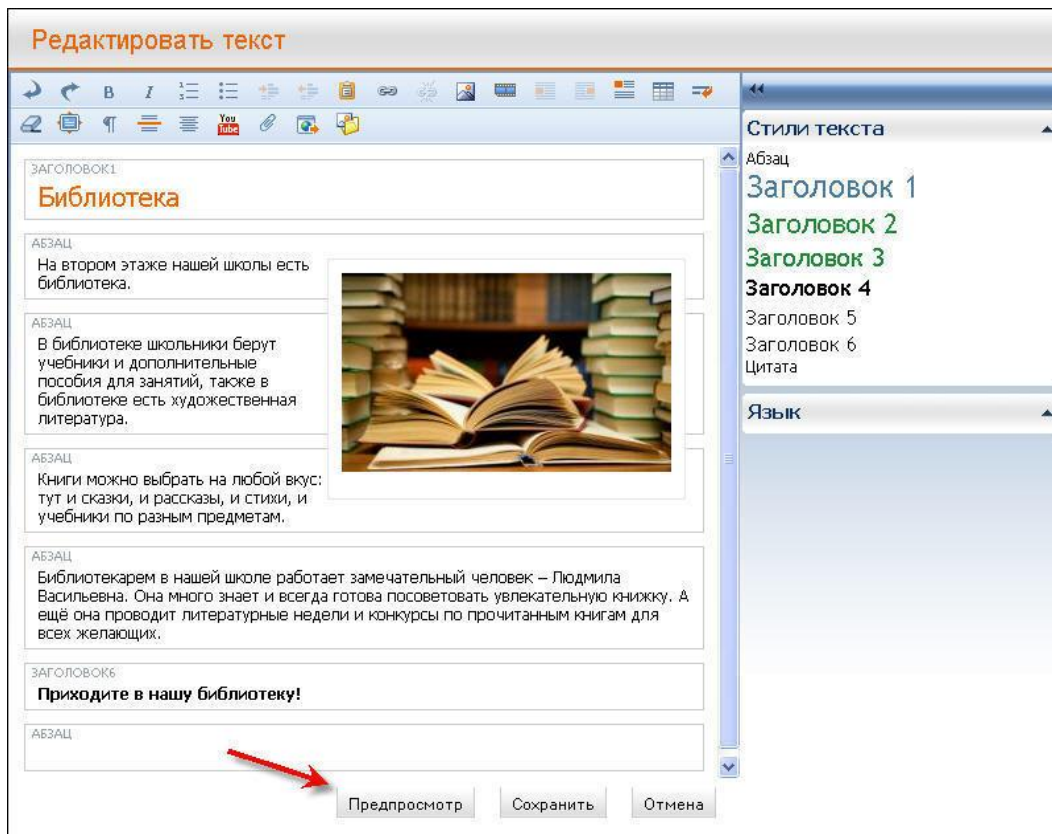 Редактировать текст
B I
You
Tube
Стили текста
Абзац
Заголовок 1
Заголовок 2
Заголовок 3
Заголовок 4
Заголовок 5
Заголовок 6
Цитата
Язык
ЗАГОЛОВОК1
Библиотека
АБЗАЦ
На втором этаже нашей школы есть
библиотека.
АБЗАЦ
В библиотеке школьники берут
учебники и дополнительные
пособия для занятий, также в
библиотеке есть художественная
литература.
АБЗАЦ
Книги можно выбрать на любой вкус:
тут и сказки, и рассказы, и стихи, и
учебники по разным предметам.
АБЗАЦ
Библиотекарем в нашей школе работает замечательный человек – Людмила
Васильевна. Она много знает и всегда готова посоветовать увлекательную книжку. А
ещё она проводит литературные недели и конкурсы по прочитанным книгам для
всех желающих.
ЗАГОЛОВОК6
Приходите в нашу библиотеку!
АБЗАЦ
Предпросмотр Сохранить Отмена